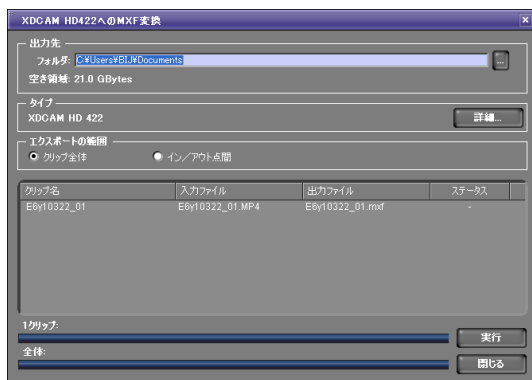 XDCAM HD422へのMXF変換
出力先
フォルダ: C:¥Users¥BIJ¥Documents
...
空き領域: 21.0 GBytes
タイプ
XDCAM HD 422
詳細...
エクスポートの範囲
クリップ全体 イン／アウト点間
クリップ名 入力ファイル 出力ファイル ステータス
E6y10322_01 E6y10322_01.MP4 E6y10322_01.mxf -
1クリップ:
実行
全体:
閉じる